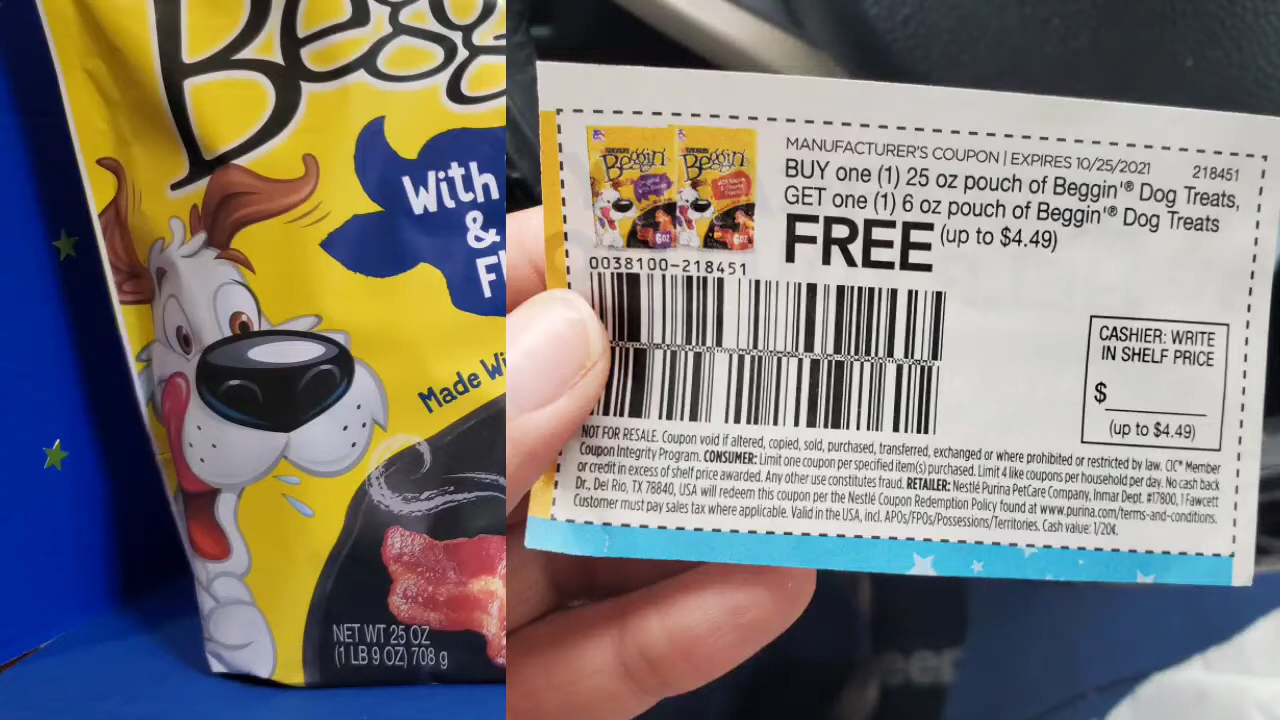 Beggin
With
&
Made Wi
NET WT 25 OZ
(1 LB 9 OZ) 708 g
MANUFACTURER'S COUPON | EXPIRES 10/25/2021 218451
BUY one (1) 25 oz pouch of Beggin'® Dog Treats,
GET one (1) 6 oz pouch of Beggin'® Dog Treats
FREE (up to $4.49)
Beggin'
Beggin'
6oz
6oz
0038100-218451
CASHIER: WRITE
IN SHELF PRICE
$
(up to $4.49)
NOT FOR RESALE. Coupon void if altered, copied, sold, purchased, transferred, exchanged or where prohibited or restricted by law. CIC® Member
Coupon Integrity Program. CONSUMER: Limit one coupon per specified item(s) purchased. Limit 4 like coupons per household per day. No cash back
or credit in excess of shelf price awarded. Any other use constitutes fraud. RETAILER: Nestlé Purina PetCare Company, Inmar Dept. #17800, 1 Fawcett
Dr., Del Rio, TX 78840, USA will redeem this coupon per the Nestlé Coupon Redemption Policy found at www.purina.com/terms-and-conditions.
Customer must pay sales tax where applicable. Valid in the USA, incl. APOs/FPOs/Possessions/Territories. Cash value: 1/20¢.